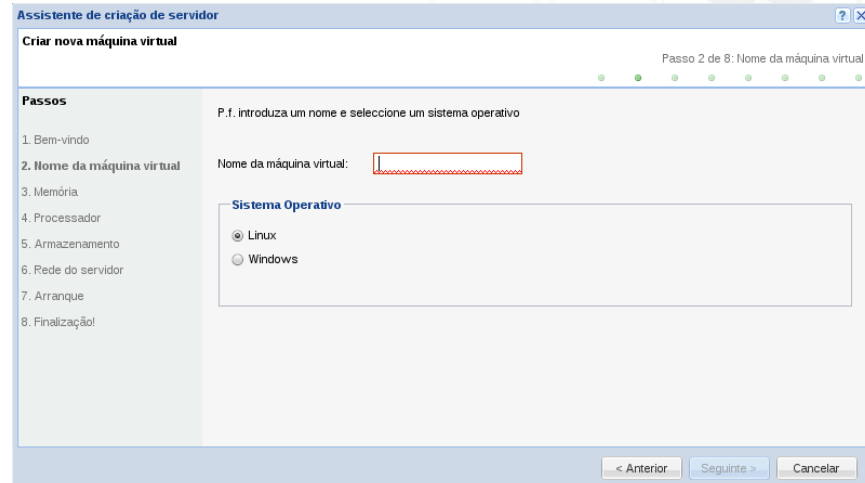 Assistente de criação de servidor
Criar nova máquina virtual
Passo 2 de 8: Nome da máquina virtual
Passos
1. Bem-vindo
2. Nome da máquina virtual
3. Memória
4. Processador
5. Armazenamento
6. Rede do servidor
7. Arranque
8. Finalização!
P.f. introduza um nome e seleccione um sistema operativo
Nome da máquina virtual:
Sistema Operativo
Linux
Windows
< Anterior
Seguinte >
Cancelar